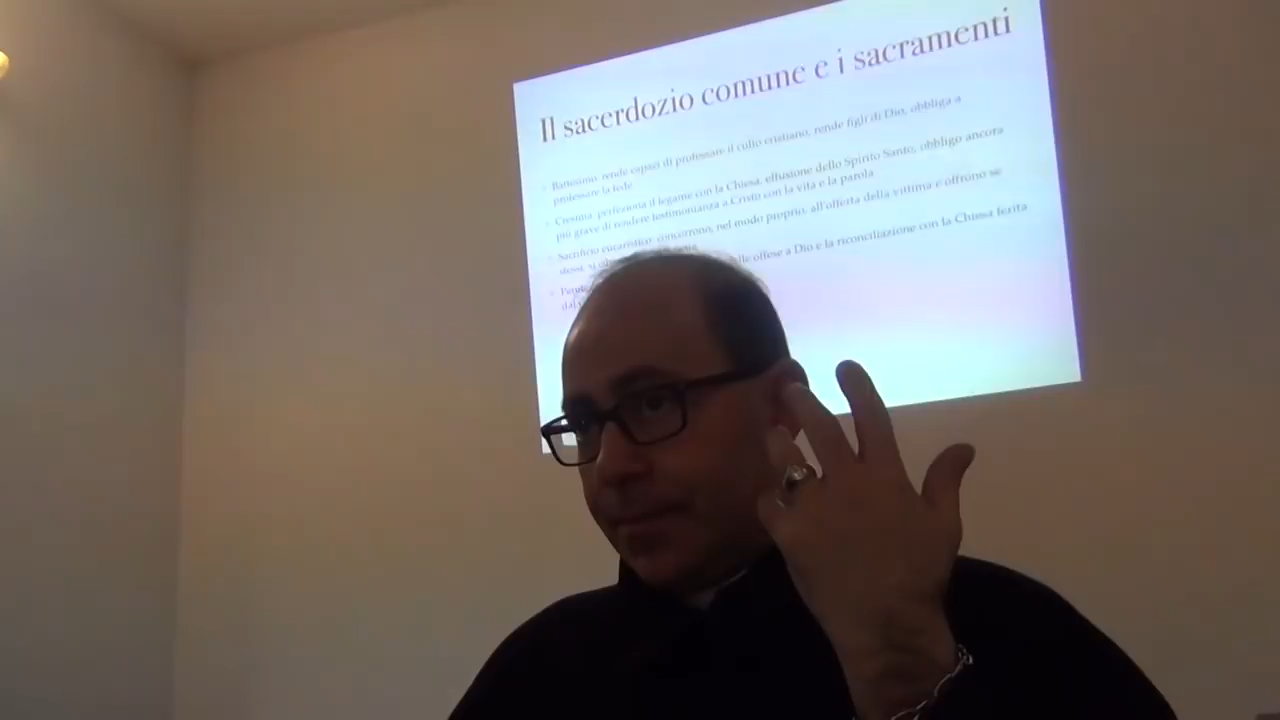 Il sacerdozio comune e i sacramenti
Battesimo: rende capaci di professare il culto cristiano, rende figli di Dio, obbliga a
professare la fede
Cresima: perfeziona il legame con la Chiesa, effusione dello Spirito Santo, obbligo ancora
più grave di rendere testimonianza a Cristo con la vita e la parola
Sacrificio eucaristico: concorrono, nel modo proprio, all'offerta della vittima e offrono se
stessi, si
offese a Dio e la riconciliazione con la Chiesa ferita
dal